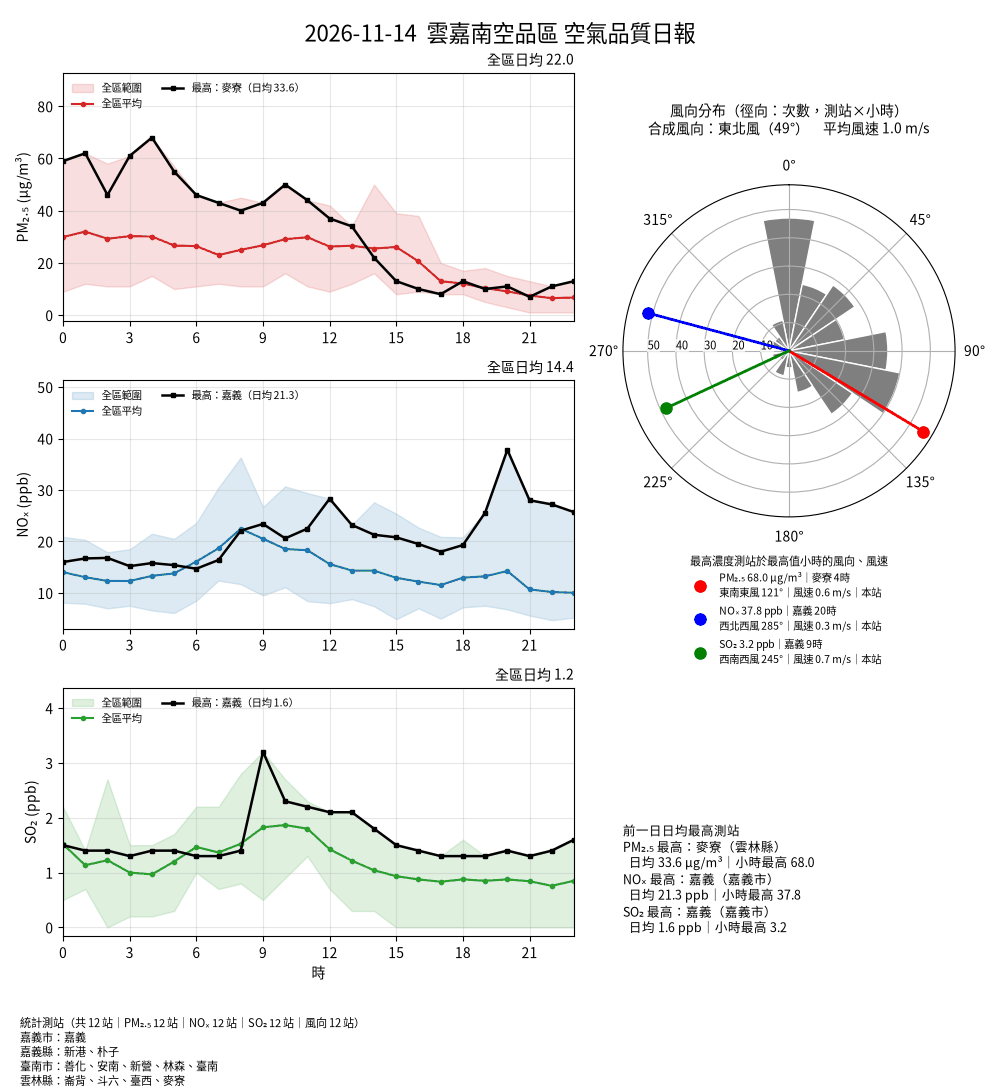 2026-11-14 雲嘉南空品區 空氣品質日報
全區日均 22.0
全區範圍
全區平均
最高：麥寮（日均 33.6）
PM₂.₅ (µg/m³)
80
60
40
20
0
0 3 6 9 12 15 18 21
全區日均 14.4
全區範圍
全區平均
最高：嘉義（日均 21.3）
NOₓ (ppb)
50
40
30
20
10
0 3 6 9 12 15 18 21
全區日均 1.2
全區範圍
全區平均
最高：嘉義（日均 1.6）
SO₂ (ppb)
4
3
2
1
0
0 3 6 9 12 15 18 21
時
風向分布（徑向：次數，測站×小時）
合成風向：東北風（49°） 平均風速 1.0 m/s
0°
315° 45°
270° 50 40 30 20 10 90°
225° 135°
180°
最高濃度測站於最高值小時的風向、風速
PM₂.₅ 68.0 µg/m³｜麥寮 4時
東南東風 121°｜風速 0.6 m/s｜本站
NOₓ 37.8 ppb｜嘉義 20時
西北西風 285°｜風速 0.3 m/s｜本站
SO₂ 3.2 ppb｜嘉義 9時
西南西風 245°｜風速 0.7 m/s｜本站
前一日日均最高測站
PM₂.₅ 最高：麥寮（雲林縣）
日均 33.6 µg/m³｜小時最高 68.0
NOₓ 最高：嘉義（嘉義市）
日均 21.3 ppb｜小時最高 37.8
SO₂ 最高：嘉義（嘉義市）
日均 1.6 ppb｜小時最高 3.2
統計測站（共 12 站｜PM₂.₅ 12 站｜NOₓ 12 站｜SO₂ 12 站｜風向 12 站）
嘉義市：嘉義
嘉義縣：新港、朴子
臺南市：善化、安南、新營、林森、臺南
雲林縣：崙背、斗六、臺西、麥寮